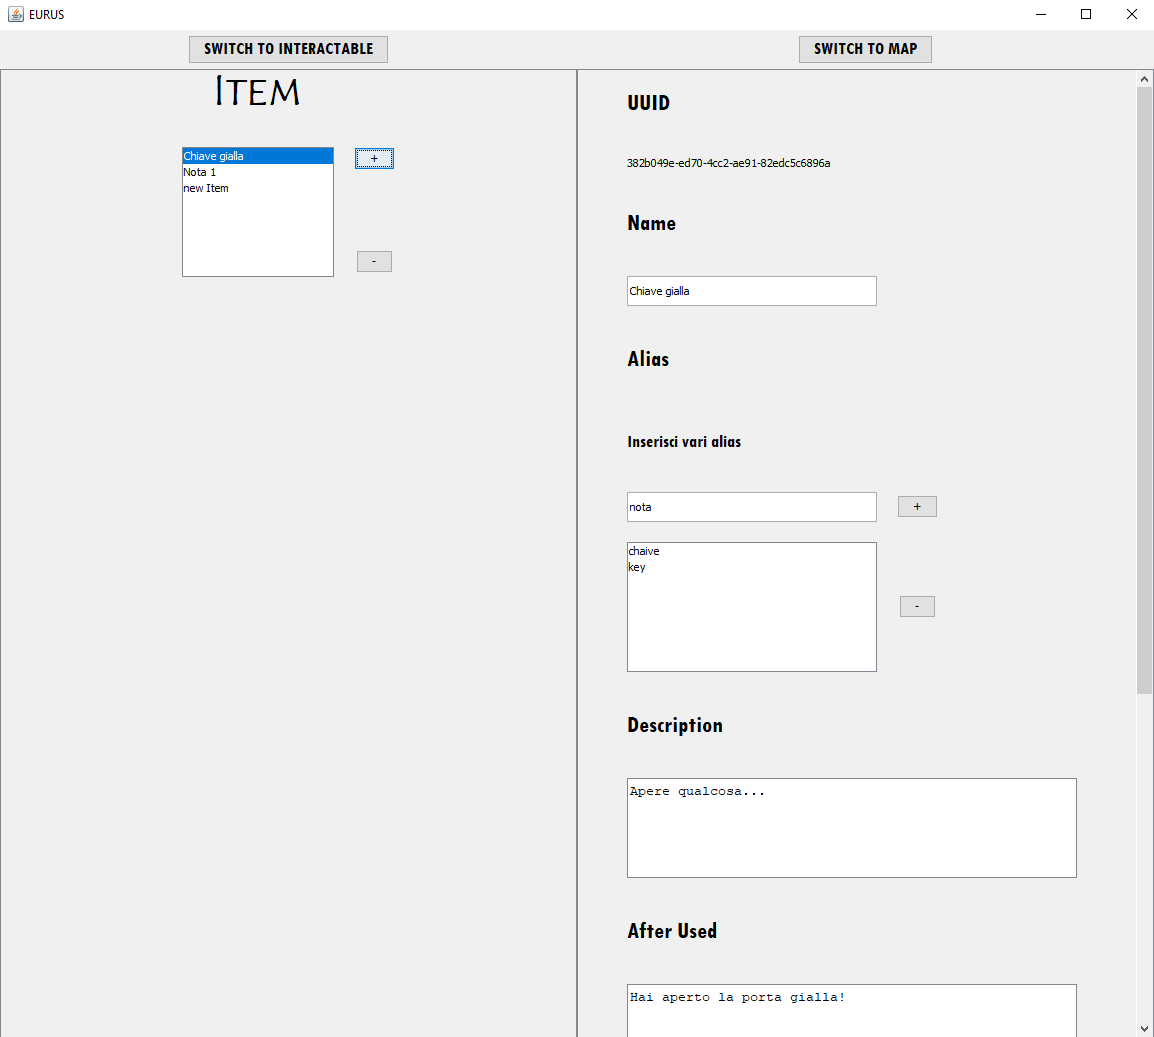 EURUS
SWITCH TO INTERACTABLE
SWITCH TO MAP
ITEM
Chiave gialla
Nota 1
new Item
+
-
UUID
382b049e-ed70-4cc2-ae91-82edc5c6896a
Name
Chiave gialla
Alias
Inserisci vari alias
nota
+
chaive
key
-
Description
Apere qualcosa...
After Used
Hai aperto la porta gialla!